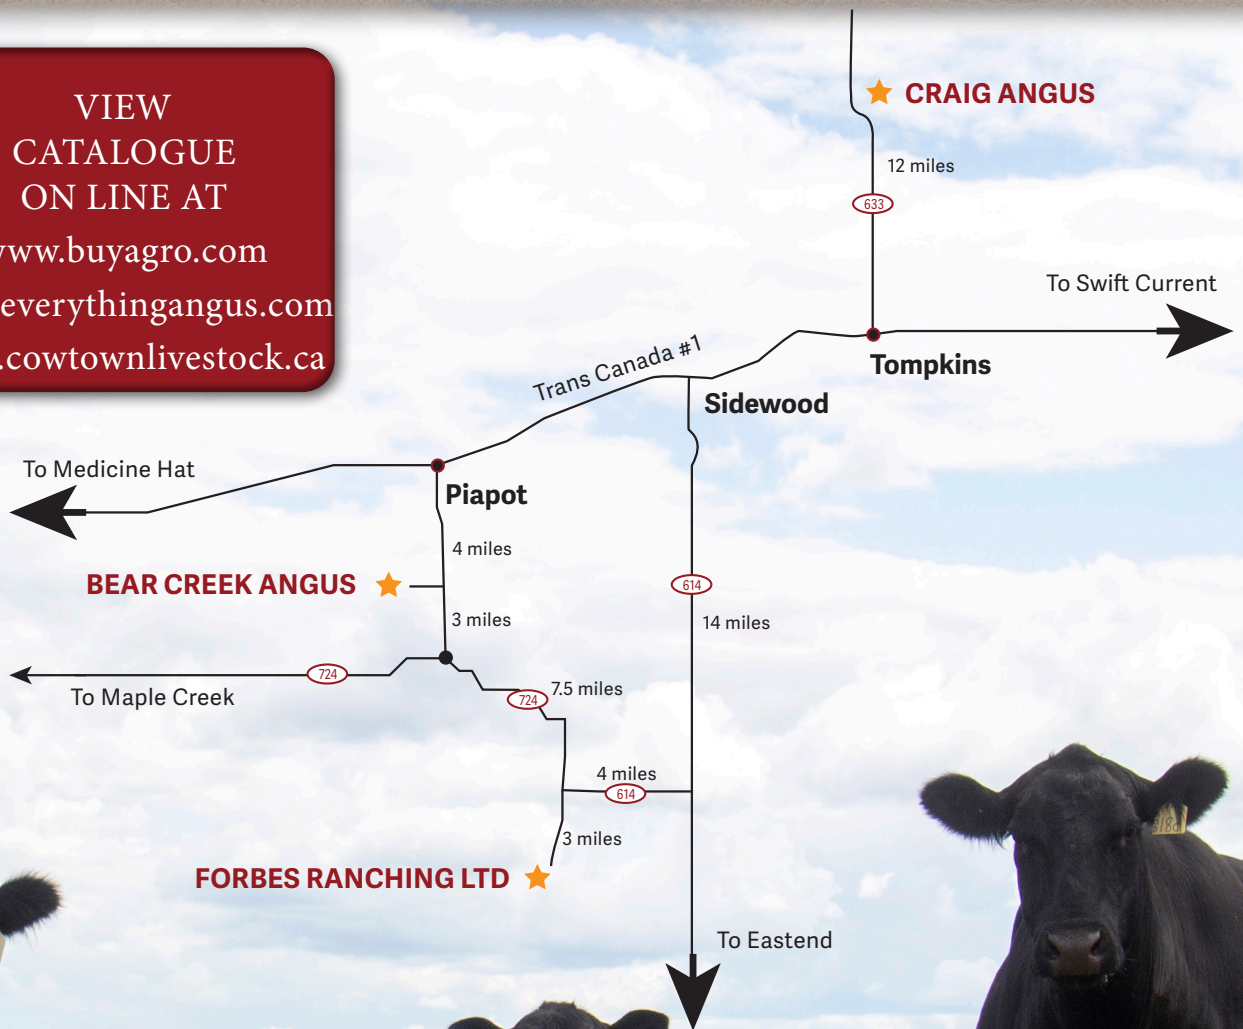 VIEW
CATALOGUE
ON LINE AT
www.buyagro.com
everythingangus.com
.cowtownlivestock.ca
CRAIG ANGUS
12 miles
633
To Swift Current
Tompkins
Trans Canada #1
Sidewood
To Medicine Hat
Piapot
4 miles
BEAR CREEK ANGUS
614
3 miles
14 miles
724
To Maple Creek
7.5 miles
724
4 miles
614
3 miles
FORBES RANCHING LTD
To Eastend